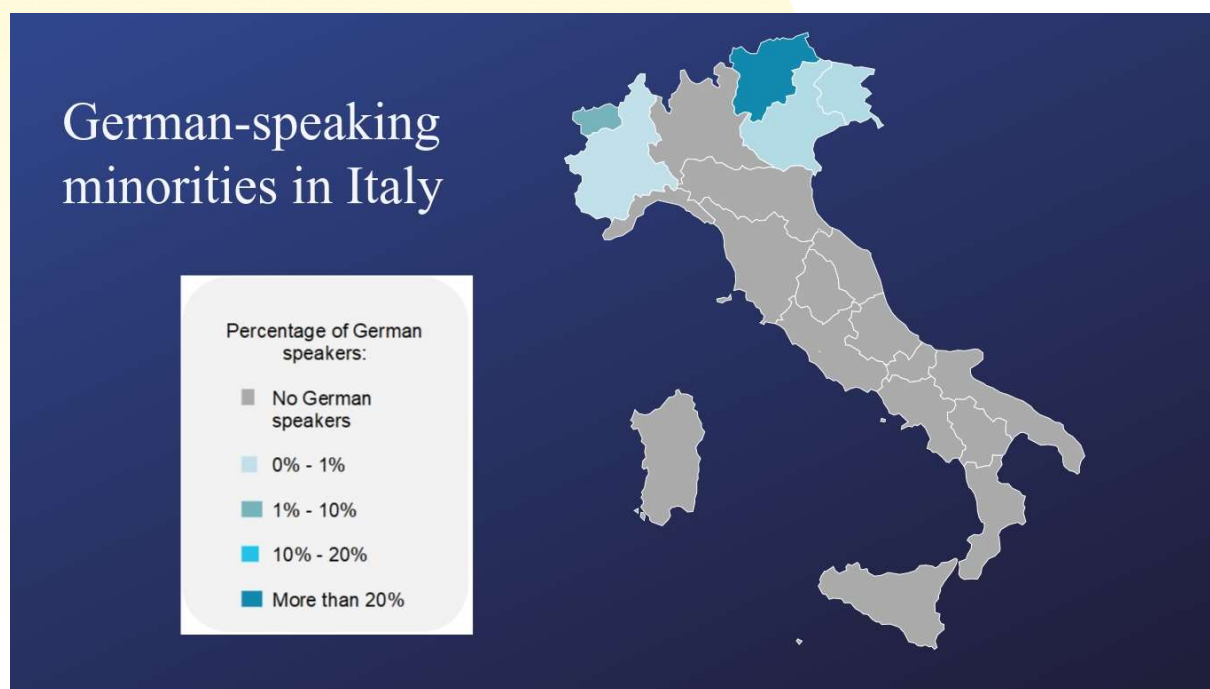 German-speaking
minorities in Italy
Percentage of German
speakers:
No German
speakers
0% - 1%
1% - 10%
10% - 20%
More than 20%